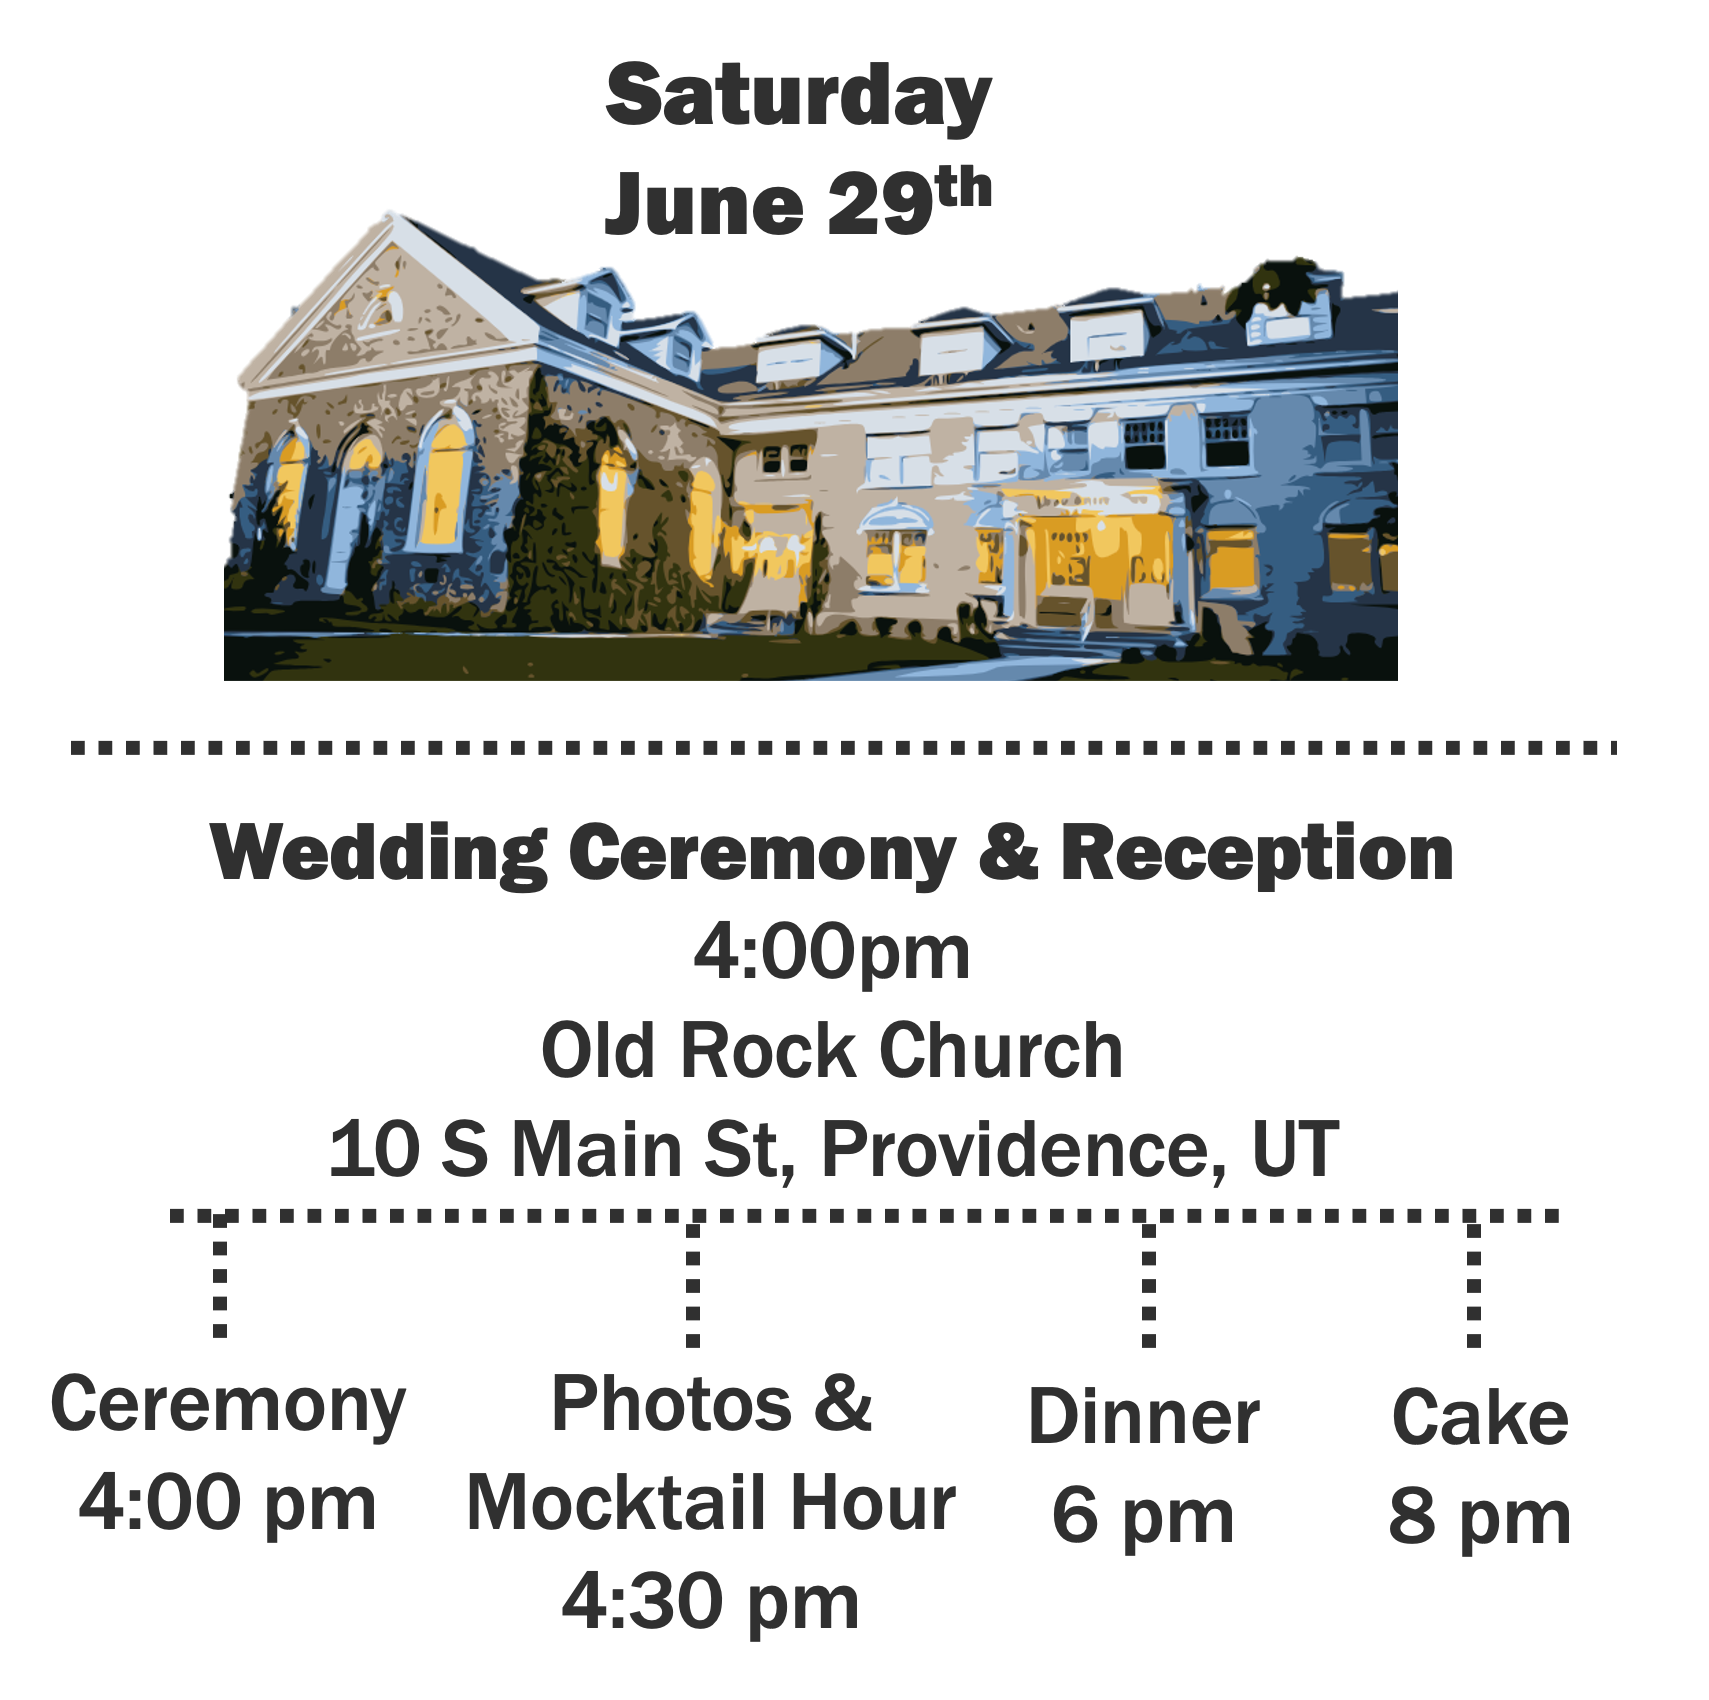 Saturday
June 29th
Wedding Ceremony & Reception
4:00pm
Old Rock Church
10 S Main St, Providence, UT
Ceremony
4:00 pm
Photos &
Mocktail Hour
4:30 pm
Dinner
6 pm
Cake
8 pm